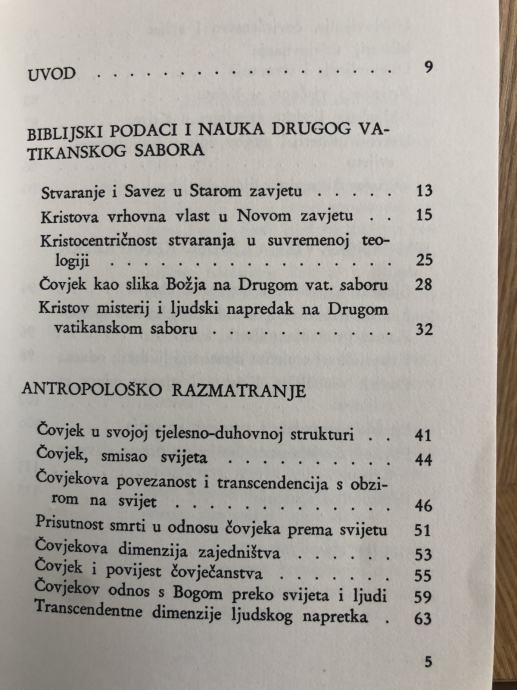 UVOD . . . . . . . . . . . . . . . . . . 9
BIBLIJSKI PODACI I NAUKA DRUGOG VA-
TIKANSKOG SABORA
Stvaranje i Savez u Starom zavjetu . . . . . 13
Kristova vrhovna vlast u Novom zavjetu . . 15
Kristocentričnost stvaranja u suvremenoj teo-
logiji . . . . . . . . . . . . . . . . . 25
Čovjek kao slika Božja na Drugom vat. saboru 28
Kristov misterij i ljudski napredak na Drugom
vatikanskom saboru . . . . . . . . . . . 32
ANTROPOLOŠKO RAZMATRANJE
Čovjek u svojoj tjelesno-duhovnoj strukturi . . 41
Čovjek, smisao svijeta . . . . . . . . . . 44
Čovjekova povezanost i transcendencija s obzi-
rom na svijet . . . . . . . . . . . . . 46
Prisutnost smrti u odnosu čovjeka prema svijetu 51
Čovjekova dimenzija zajedništva . . . . . . 53
Čovjek i povijest čovječanstva . . . . . . . 55
Čovjekov odnos s Bogom preko svijeta i ljudi 59
Transcendentne dimenzije ljudskog napretka . 63
5